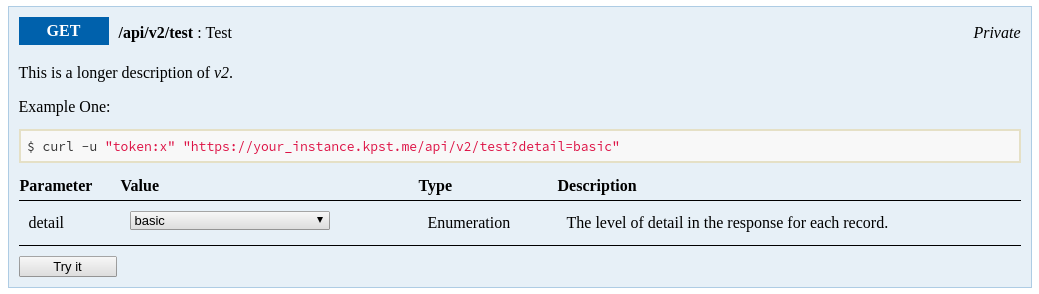 GET /api/v2/test : Test Private
This is a longer description of v2.
Example One:
$ curl -u "token:x" "https://your_instance.kpst.me/api/v2/test?detail=basic"
Parameter Value Type Description
detail basic Enumeration The level of detail in the response for each record.
Try it